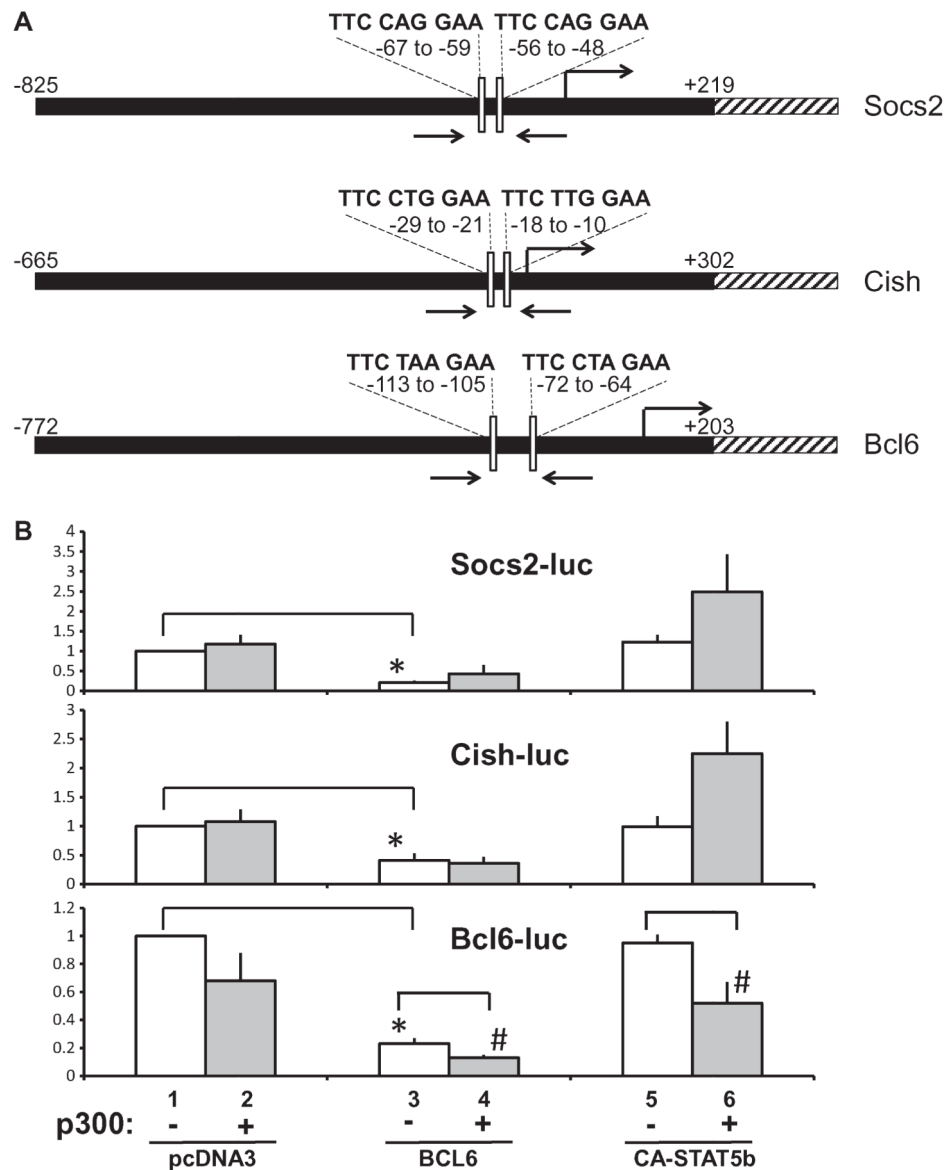 A
TTC CAG GAA TTC CAG GAA
-67 to -59 -56 to -48
-825 +219
Socs2
TTC CTG GAA TTC TTG GAA
-29 to -21 -18 to -10
-665 +302
Cish
TTC TAA GAA TTC CTA GAA
-113 to -105 -72 to -64
-772 +203
Bcl6
B
Socs2-luc
4
3.5
3
2.5
2
1.5
1
0.5
0
*
Cish-luc
3
2.5
2
1.5
1
0.5
0
*
Bcl6-luc
1.2
1
0.8
0.6
0.4
0.2
0
* # #
1 2 3 4 5 6
p300: - + - + - +
pcDNA3 BCL6 CA-STAT5b